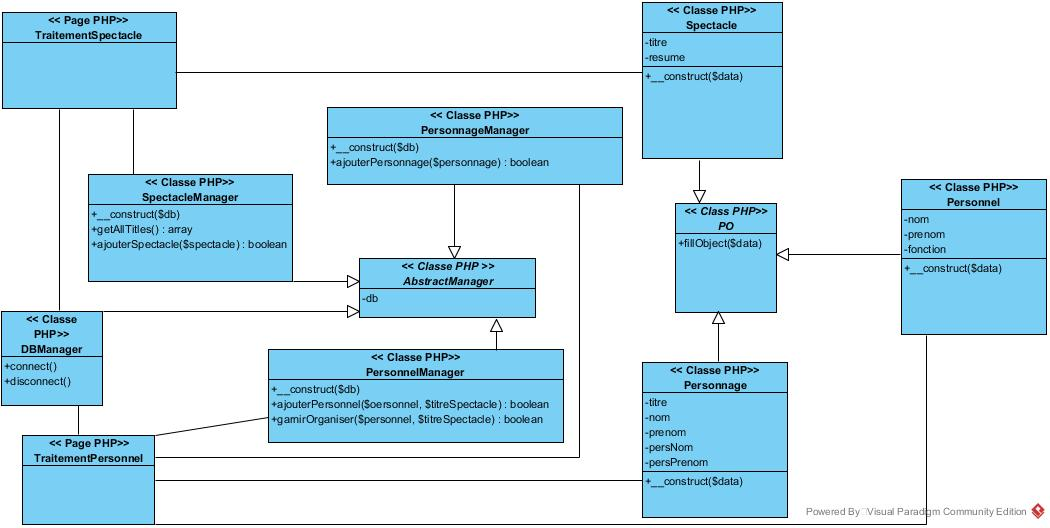 << Page PHP>>
TraitementSpectacle
<< Classe PHP>>
Spectacle
-titre
-resume
+__construct($data)
<< Classe PHP>>
PersonnageManager
+__construct($db)
+ajouterPersonnage($personnage) : boolean
<< Classe PHP>>
SpectacleManager
+__construct($db)
+getAllTitles() : array
+ajouterSpectacle($spectacle) : boolean
<< Class PHP>>
PO
+fillObject($data)
<< Classe PHP>>
Personnel
-nom
-prenom
-fonction
+__construct($data)
<< Classe PHP >>
AbstractManager
-db
<< Classe
PHP>>
DBManager
+connect()
+disconnect()
<< Classe PHP>>
PersonnelManager
+__construct($db)
+ajouterPersonnel($oersonnel, $titreSpectacle) : boolean
+garnirOrganiser($personnel, $titreSpectacle) : boolean
<< Classe PHP>>
Personnage
-titre
-nom
-prenom
-persNom
-persPrenom
+__construct($data)
<< Page PHP>>
TraitementPersonnel
Powered By Visual Paradigm Community Edition